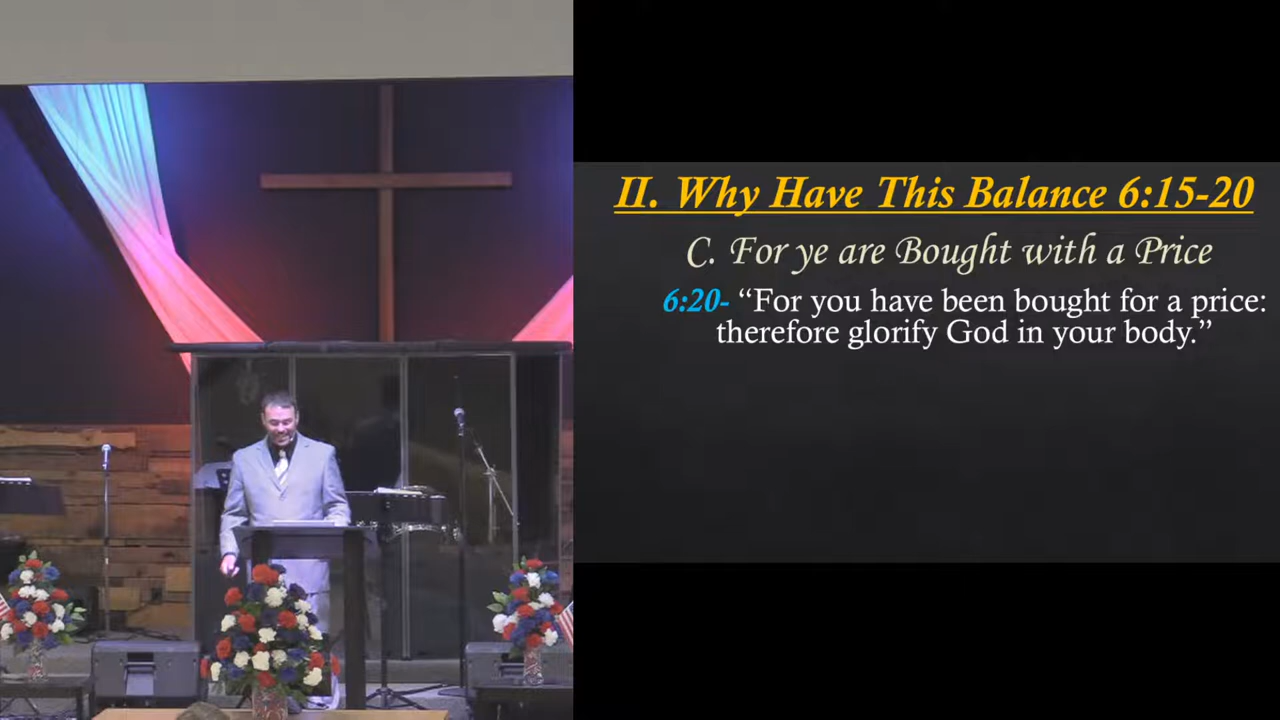 II. Why Have This Balance 6:15-20
C. For ye are Bought with a Price
6:20- “For you have been bought for a price:
therefore glorify God in your body.”